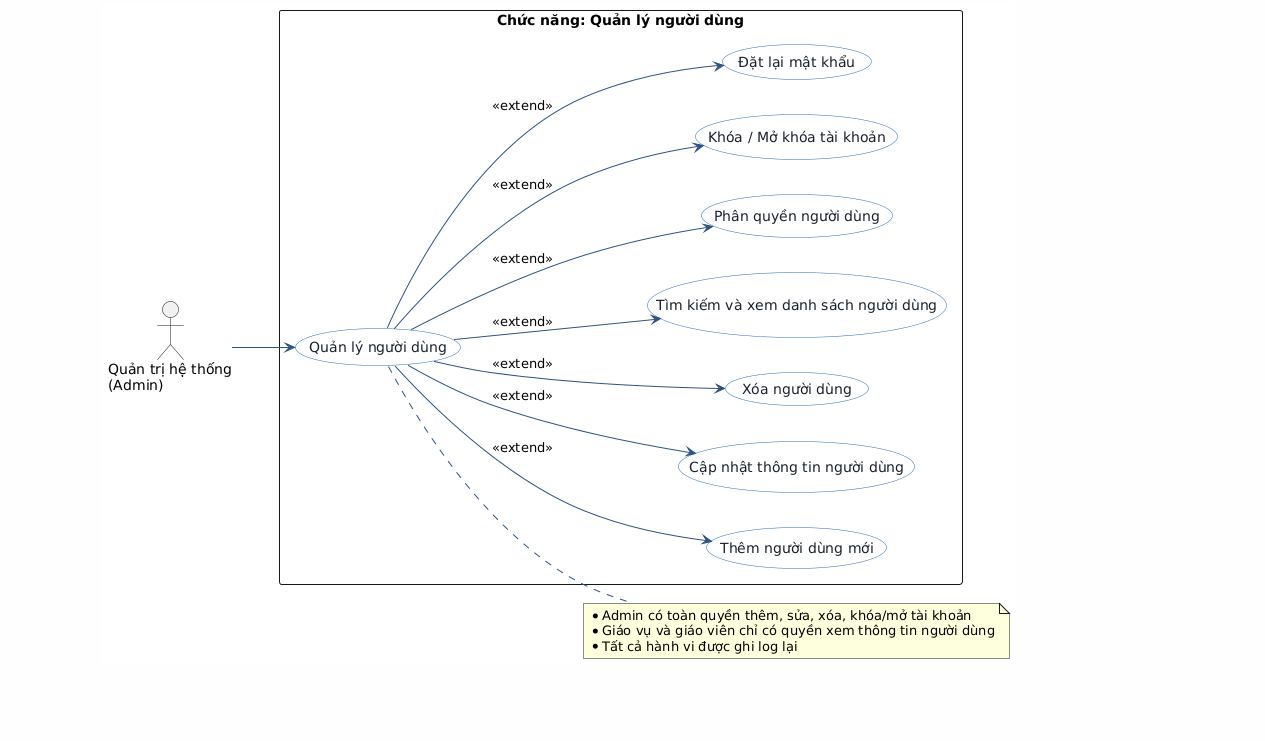 Chức năng: Quản lý người dùng
Đặt lại mật khẩu
«extend»
Khóa / Mở khóa tài khoản
«extend»
Phân quyền người dùng
«extend»
Tìm kiếm và xem danh sách người dùng
«extend»
Quản lý người dùng
Quản trị hệ thống
(Admin)
«extend»
Xóa người dùng
«extend»
Cập nhật thông tin người dùng
«extend»
Thêm người dùng mới
• Admin có toàn quyền thêm, sửa, xóa, khóa/mở tài khoản
• Giáo vụ và giáo viên chỉ có quyền xem thông tin người dùng
• Tất cả hành vi được ghi log lại